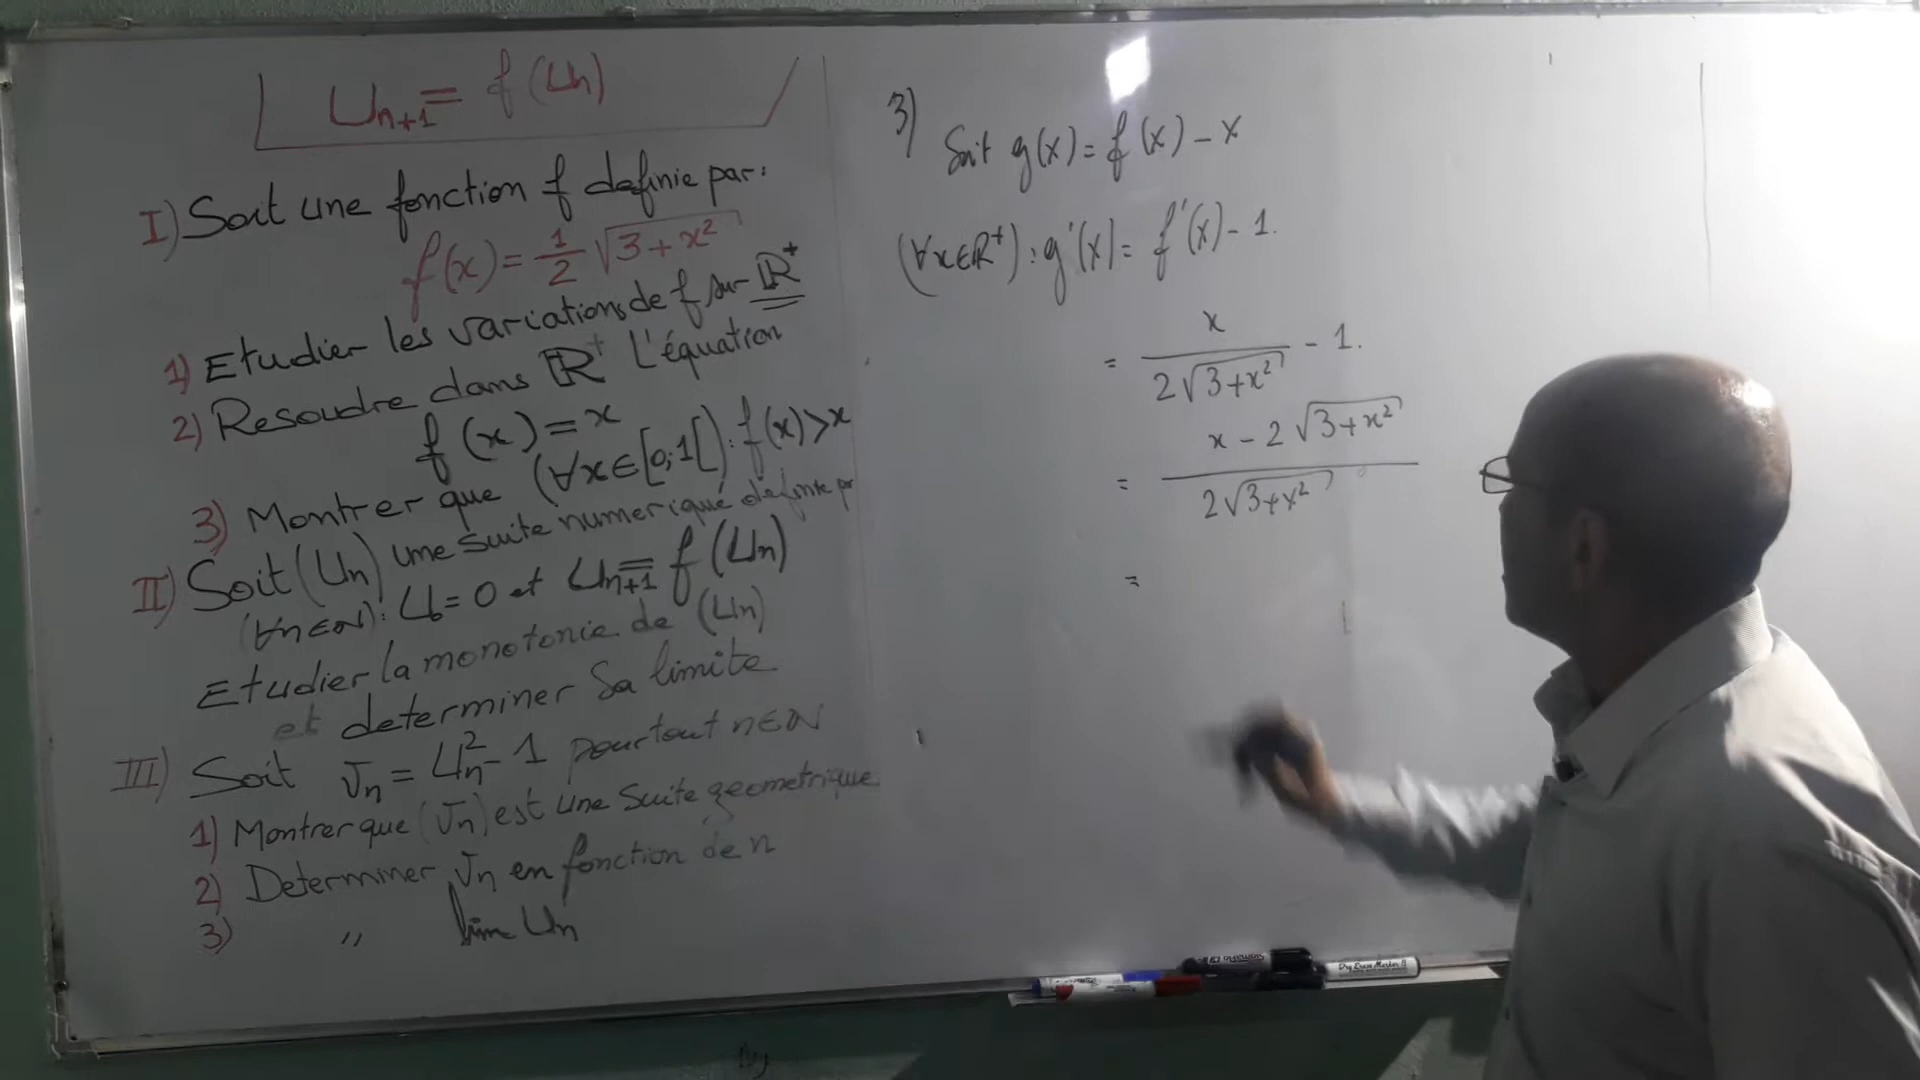 Un+1 = f(Un)
I) Soit une fonction f definie par:
f(x) = 1/2 √(3+x²)
1) Etudier les variations de f sur ℝ⁺
2) Resoudre dans ℝ⁺ L'équation
f(x) = x
3) Montrer que (∀x∈[0;1[): f(x)>x
II) Soit (Un) une suite numerique definie pr
(∀n∈ℕ): U0 = 0 et Un+1 = f(Un)
Etudier la monotonie de (Un)
et determiner Sa limite
III) Soit Vn = Un² - 1 pour tout n∈ℕ
1) Montrer que (Vn) est une Suite geometrique
2) Determiner Vn en fonction de n
3) " lim Un
3)
Soit g(x) = f(x) - x
(∀x∈ℝ⁺): g'(x) = f'(x) - 1.
= x / (2√(3+x²)) - 1.
= (x - 2√(3+x²)) / (2√(3+x²))
=